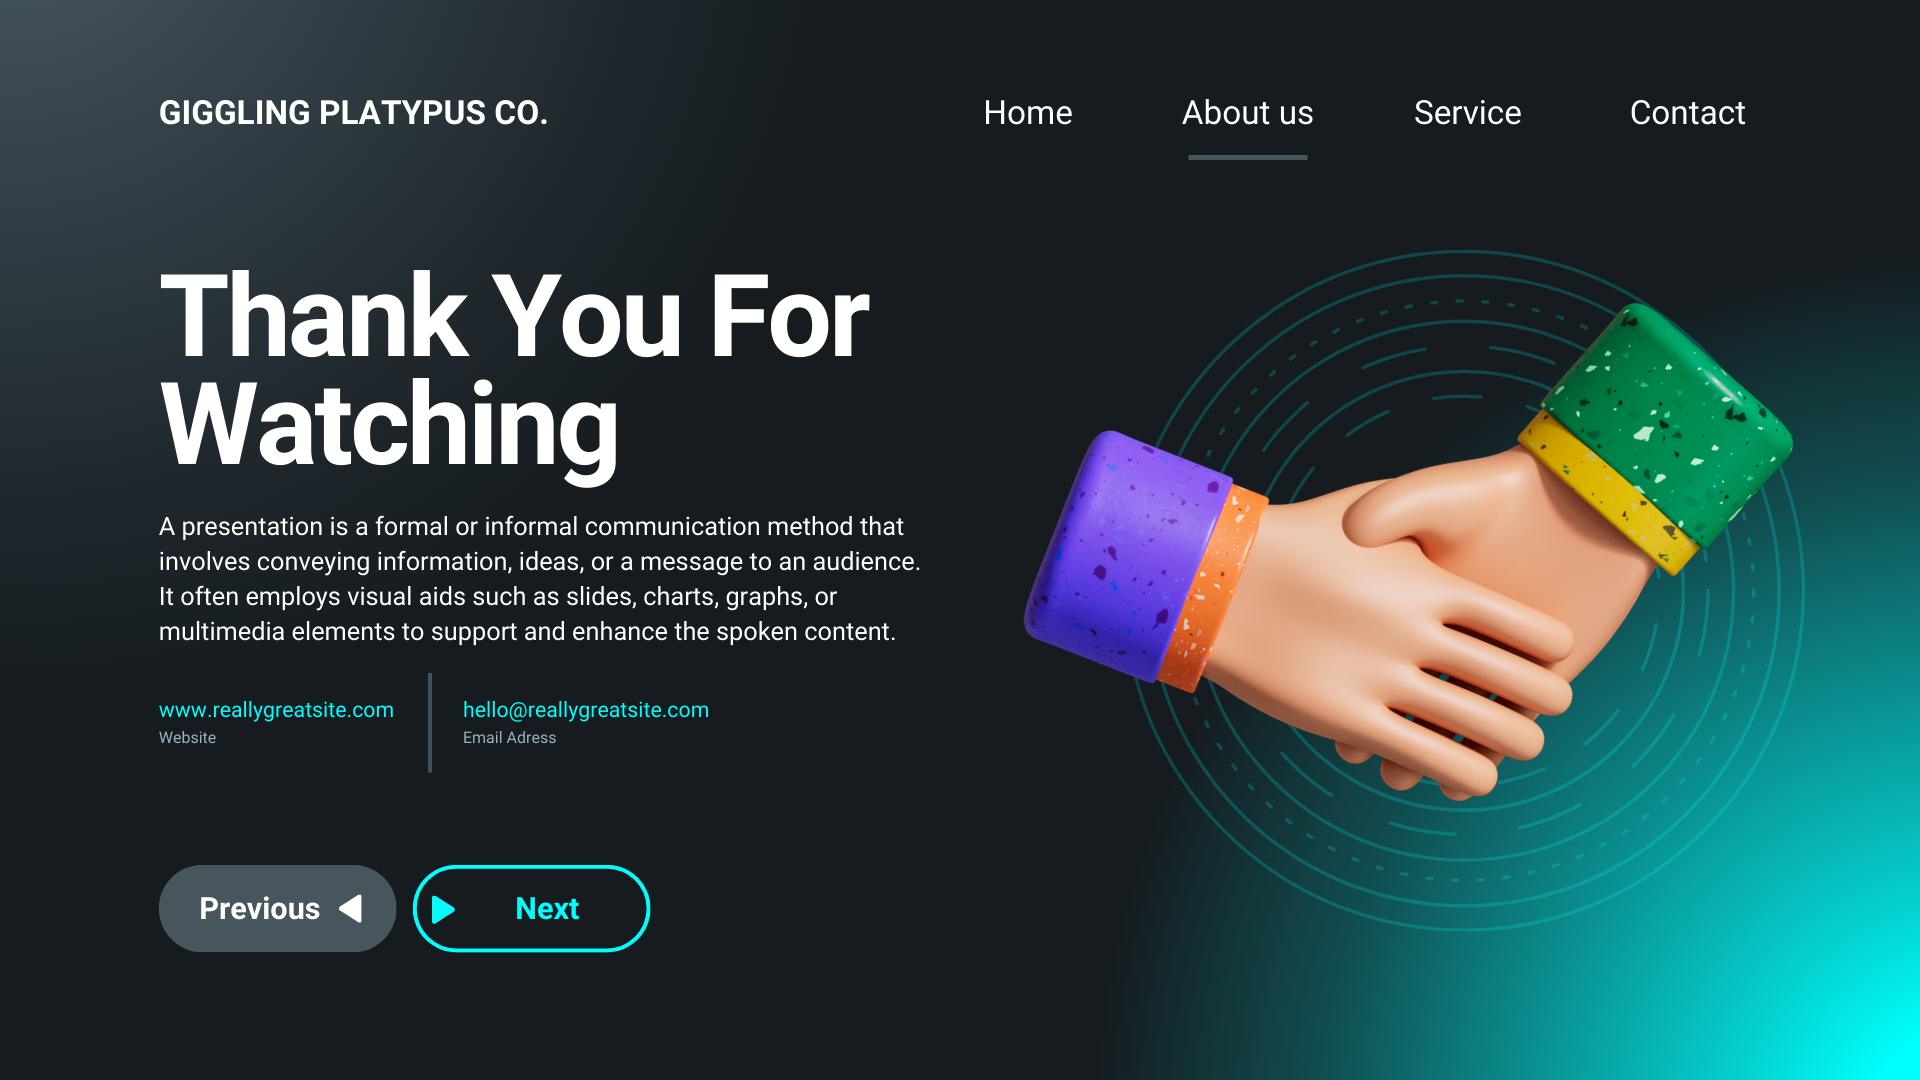 GIGGLING PLATYPUS CO.
Home
About us
Service
Contact
Thank You For
Watching
A presentation is a formal or informal communication method that
involves conveying information, ideas, or a message to an audience.
It often employs visual aids such as slides, charts, graphs, or
multimedia elements to support and enhance the spoken content.
www.reallygreatsite.com
Website
hello@reallygreatsite.com
Email Adress
Previous
Next